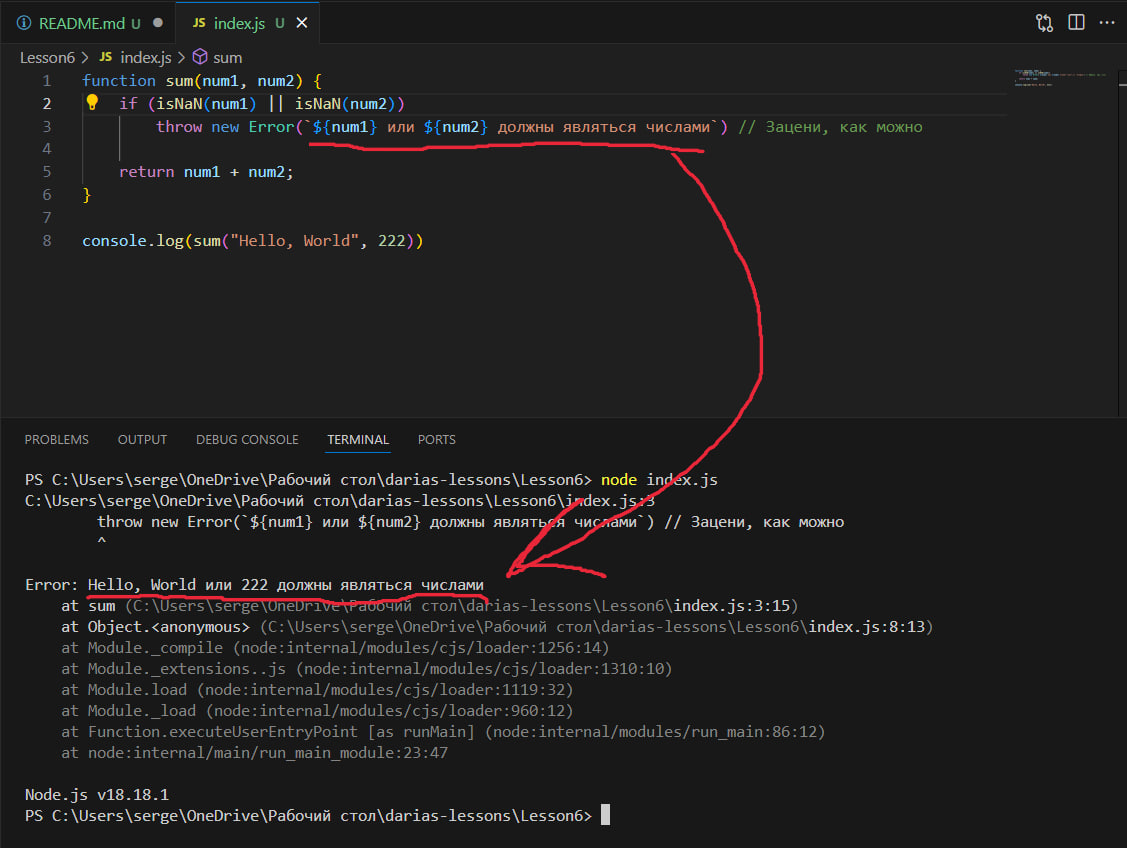 README.md U ●
JS index.js U ×
Lesson6 > JS index.js > sum
1 function sum(num1, num2) {
2 if (isNaN(num1) || isNaN(num2))
3 throw new Error(`${num1} или ${num2} должны являться числами`) // Зацени, как можно
4
5 return num1 + num2;
6 }
7
8 console.log(sum("Hello, World", 222))
PROBLEMS OUTPUT DEBUG CONSOLE TERMINAL PORTS
PS C:\Users\serge\OneDrive\Рабочий стол\darias-lessons\Lesson6> node index.js
C:\Users\serge\OneDrive\Рабочий стол\darias-lessons\Lesson6\index.js:3
throw new Error(`${num1} или ${num2} должны являться числами`) // Зацени, как можно
^
Error: Hello, World или 222 должны являться числами
at sum (C:\Users\serge\OneDrive\Рабочий стол\darias-lessons\Lesson6\index.js:3:15)
at Object.<anonymous> (C:\Users\serge\OneDrive\Рабочий стол\darias-lessons\Lesson6\index.js:8:13)
at Module._compile (node:internal/modules/cjs/loader:1256:14)
at Module._extensions..js (node:internal/modules/cjs/loader:1310:10)
at Module.load (node:internal/modules/cjs/loader:1119:32)
at Module._load (node:internal/modules/cjs/loader:960:12)
at Function.executeUserEntryPoint [as runMain] (node:internal/modules/run_main:86:12)
at node:internal/main/run_main_module:23:47
Node.js v18.18.1
PS C:\Users\serge\OneDrive\Рабочий стол\darias-lessons\Lesson6>